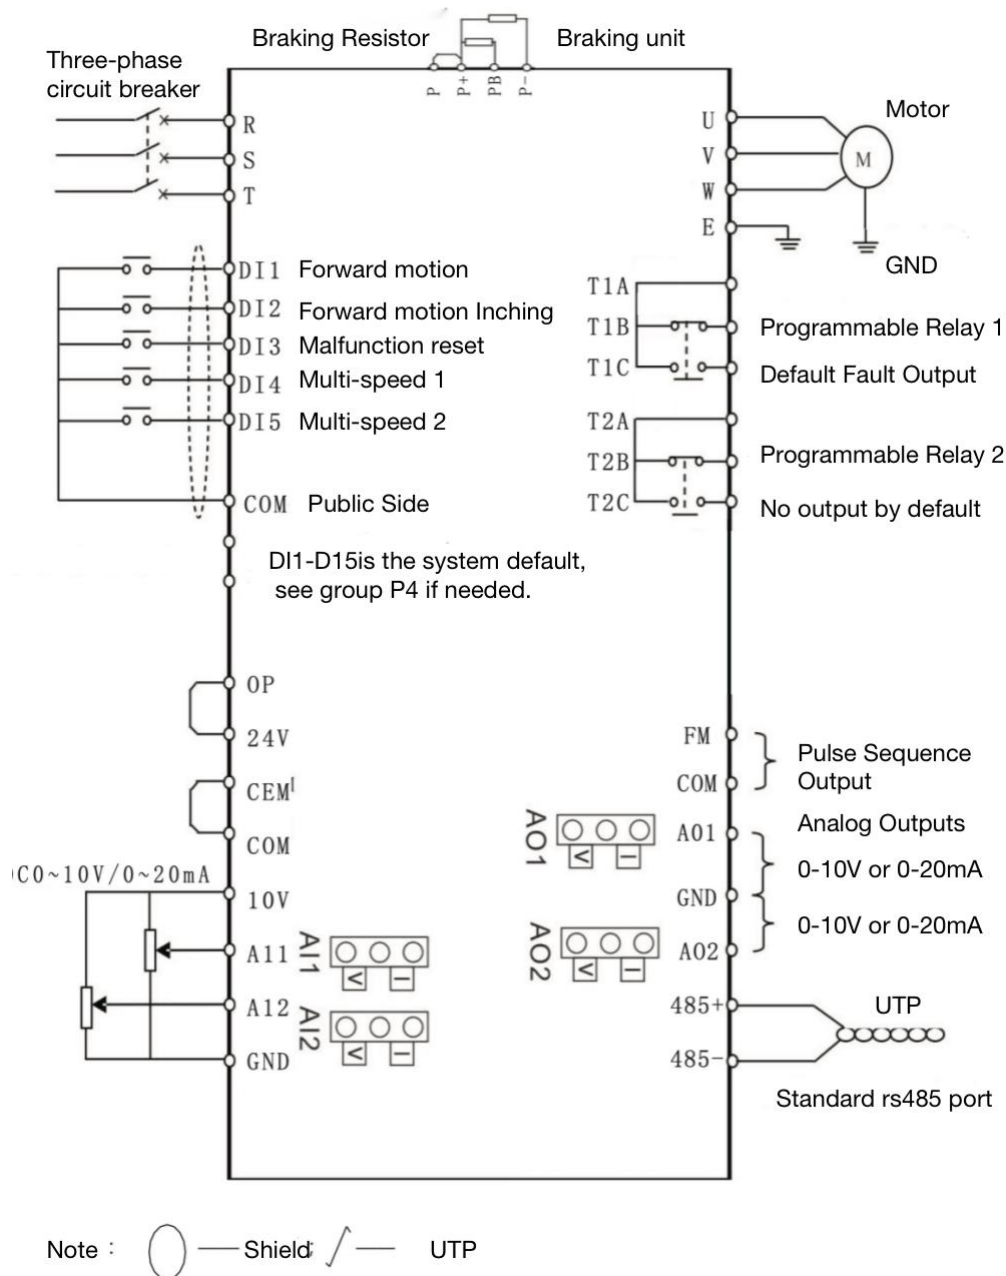 Braking Resistor
Braking unit
Three-phase
circuit breaker
P
P+
PB
P-
R
S
T
U
V
W
E
Motor
M
GND
DI1 Forward motion
DI2 Forward motion Inching
DI3 Malfunction reset
DI4 Multi-speed 1
DI5 Multi-speed 2
COM Public Side
DI1-D15is the system default,
see group P4 if needed.
T1A
T1B Programmable Relay 1
T1C Default Fault Output
T2A
T2B Programmable Relay 2
T2C No output by default
OP
24V
CEM
COM
C0~10V/0~20mA
10V
A11
A12
GND
AI1
V I
AI2
V I
FM
COM
Pulse Sequence
Output
AO1
V I
AO2
V I
AO1
GND
AO2
Analog Outputs
0-10V or 0-20mA
0-10V or 0-20mA
485+
485-
UTP
Standard rs485 port
Note : Shield; UTP